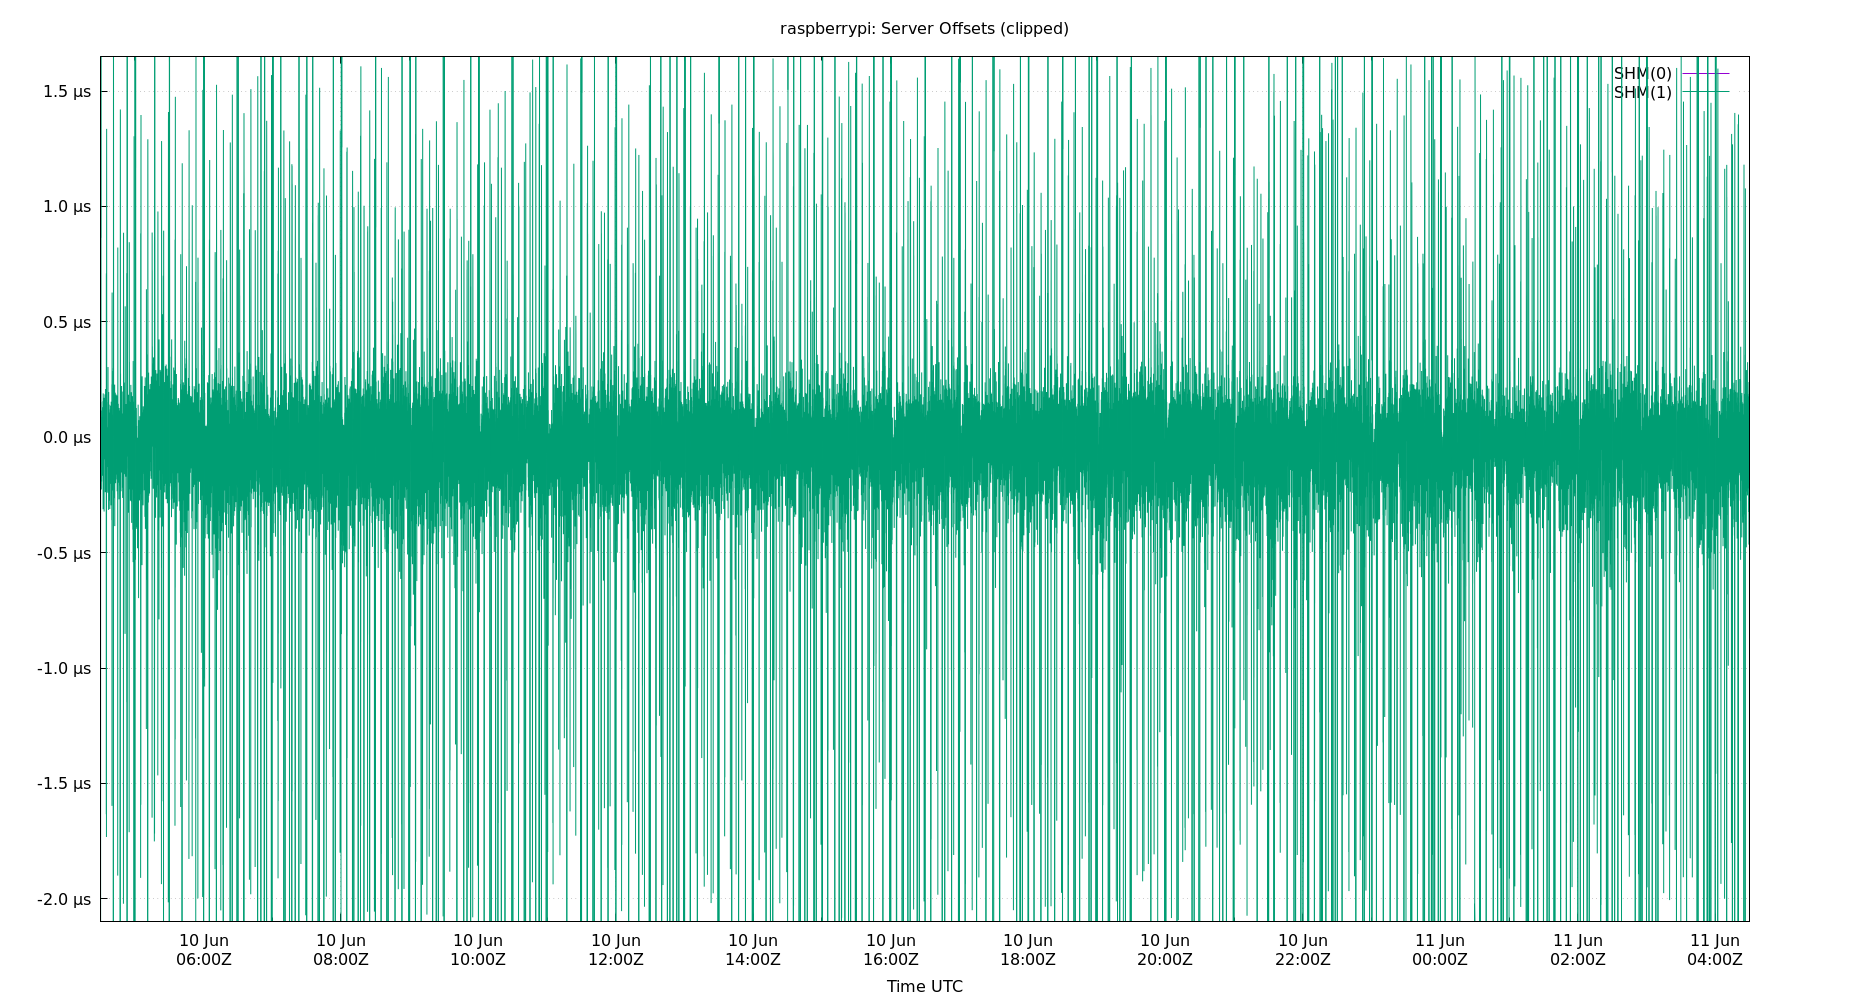 raspberrypi: Server Offsets (clipped)
SHM(0)
SHM(1)
1.5 µs
1.0 µs
0.5 µs
0.0 µs
-0.5 µs
-1.0 µs
-1.5 µs
-2.0 µs
10 Jun 10 Jun 10 Jun 10 Jun 10 Jun 10 Jun 10 Jun 10 Jun 10 Jun 11 Jun 11 Jun 11 Jun
06:00Z 08:00Z 10:00Z 12:00Z 14:00Z 16:00Z 18:00Z 20:00Z 22:00Z 00:00Z 02:00Z 04:00Z
Time UTC